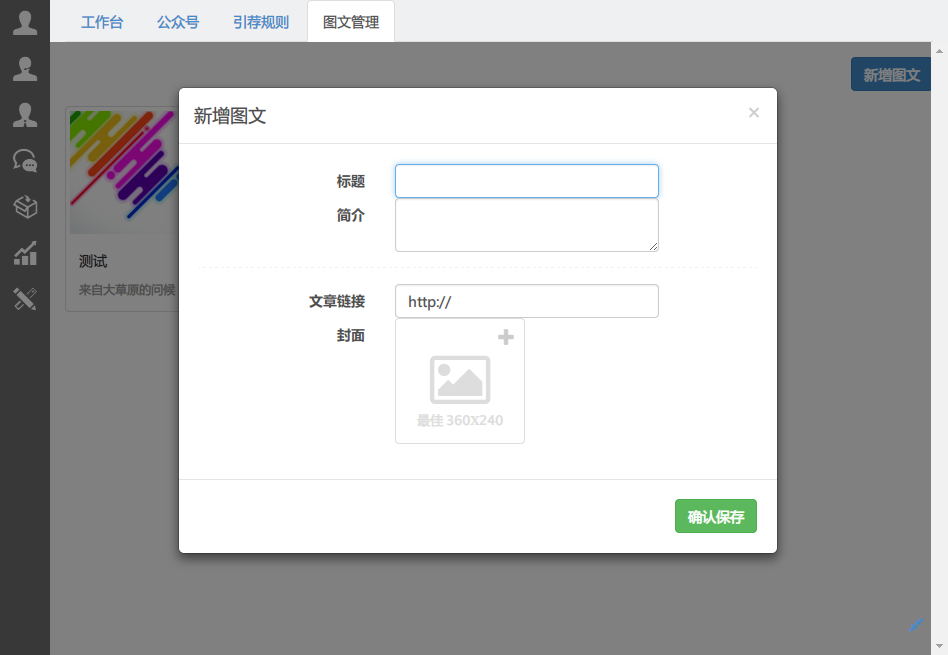 工作台 公众号 引荐规则 图文管理
新增图文
新增图文 ×
标题
简介
测试
来自大草原的问候
文章链接 http://
封面
最佳 360X240
确认保存